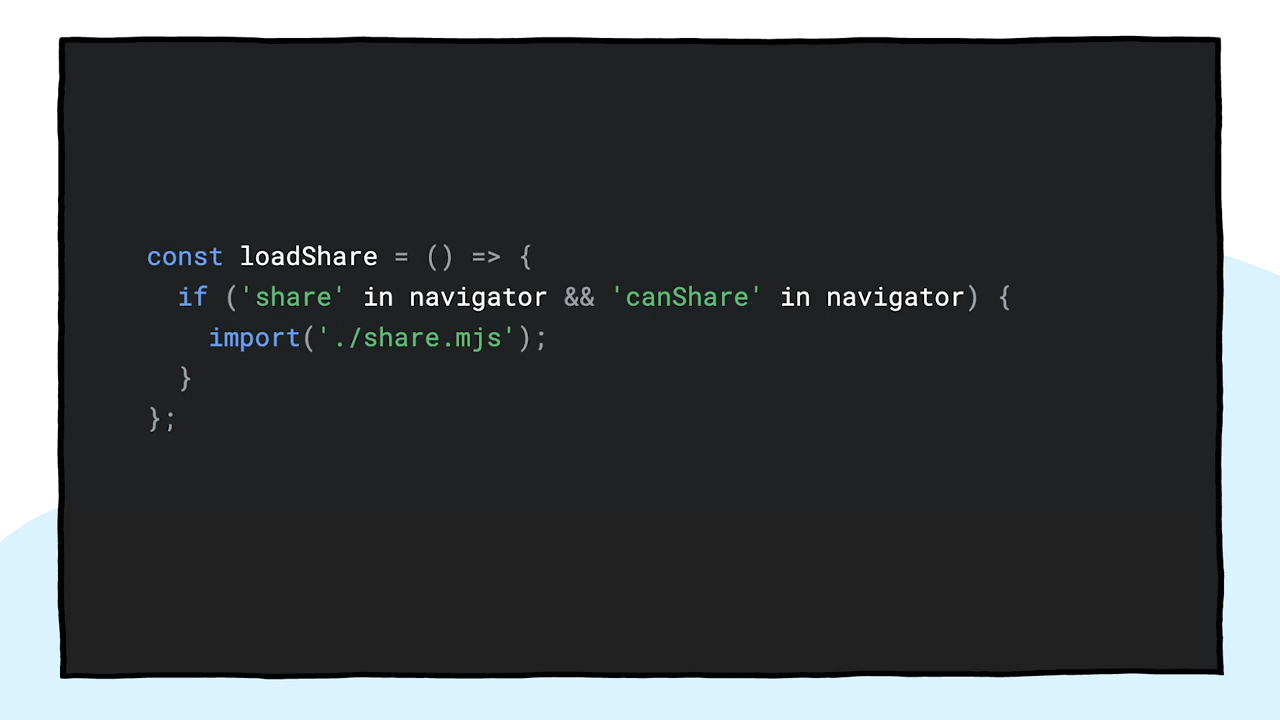 const loadShare = () => {
  if ('share' in navigator && 'canShare' in navigator) {
    import('./share.mjs');
  }
};